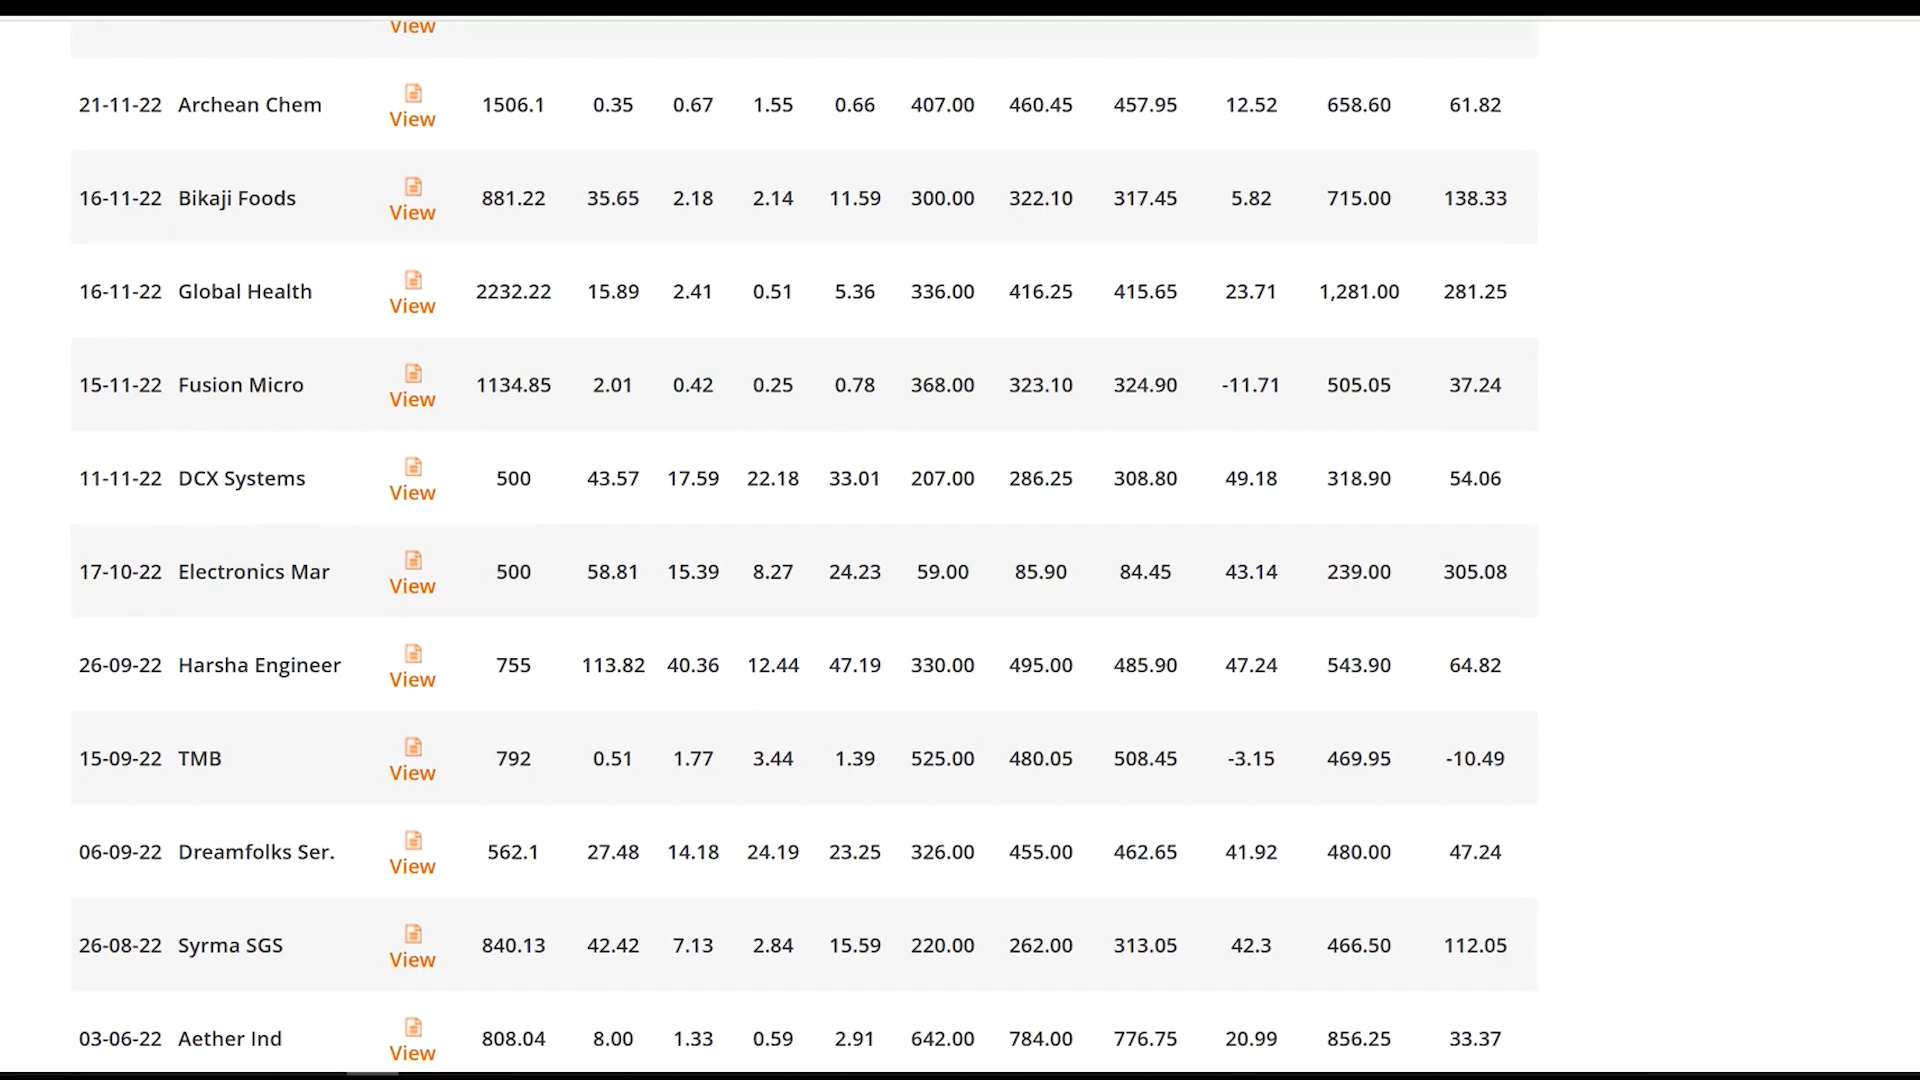 View
21-11-22 Archean Chem View 1506.1 0.35 0.67 1.55 0.66 407.00 460.45 457.95 12.52 658.60 61.82
16-11-22 Bikaji Foods View 881.22 35.65 2.18 2.14 11.59 300.00 322.10 317.45 5.82 715.00 138.33
16-11-22 Global Health View 2232.22 15.89 2.41 0.51 5.36 336.00 416.25 415.65 23.71 1,281.00 281.25
15-11-22 Fusion Micro View 1134.85 2.01 0.42 0.25 0.78 368.00 323.10 324.90 -11.71 505.05 37.24
11-11-22 DCX Systems View 500 43.57 17.59 22.18 33.01 207.00 286.25 308.80 49.18 318.90 54.06
17-10-22 Electronics Mar View 500 58.81 15.39 8.27 24.23 59.00 85.90 84.45 43.14 239.00 305.08
26-09-22 Harsha Engineer View 755 113.82 40.36 12.44 47.19 330.00 495.00 485.90 47.24 543.90 64.82
15-09-22 TMB View 792 0.51 1.77 3.44 1.39 525.00 480.05 508.45 -3.15 469.95 -10.49
06-09-22 Dreamfolks Ser. View 562.1 27.48 14.18 24.19 23.25 326.00 455.00 462.65 41.92 480.00 47.24
26-08-22 Syrma SGS View 840.13 42.42 7.13 2.84 15.59 220.00 262.00 313.05 42.3 466.50 112.05
03-06-22 Aether Ind View 808.04 8.00 1.33 0.59 2.91 642.00 784.00 776.75 20.99 856.25 33.37